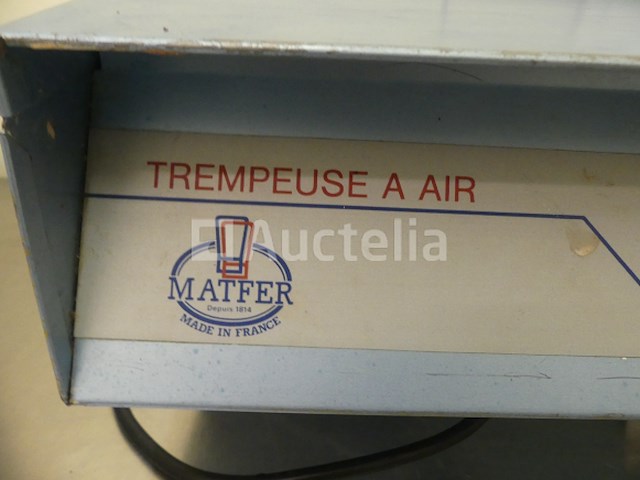 TREMPEUSE A AIR
Auctelia
MATFER
Depuis 1814
MADE IN FRANCE